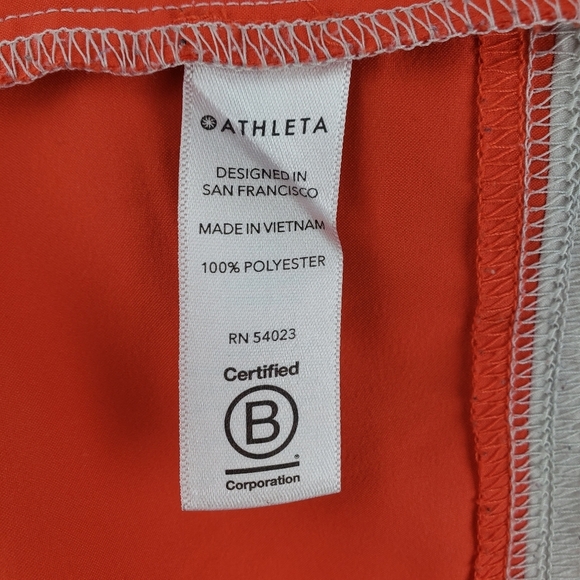 ATHLETA
DESIGNED IN
SAN FRANCISCO
MADE IN VIETNAM
100% POLYESTER
RN 54023
Certified
B
Corporation